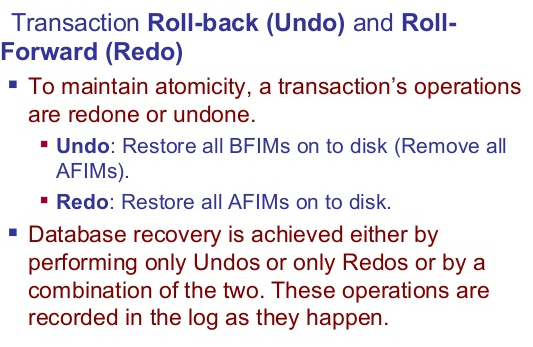 Transaction Roll-back (Undo) and Roll-
Forward (Redo)
▪ To maintain atomicity, a transaction's operations
are redone or undone.
▪ Undo: Restore all BFIMs on to disk (Remove all
AFIMs).
▪ Redo: Restore all AFIMs on to disk.
▪ Database recovery is achieved either by
performing only Undos or only Redos or by a
combination of the two. These operations are
recorded in the log as they happen.